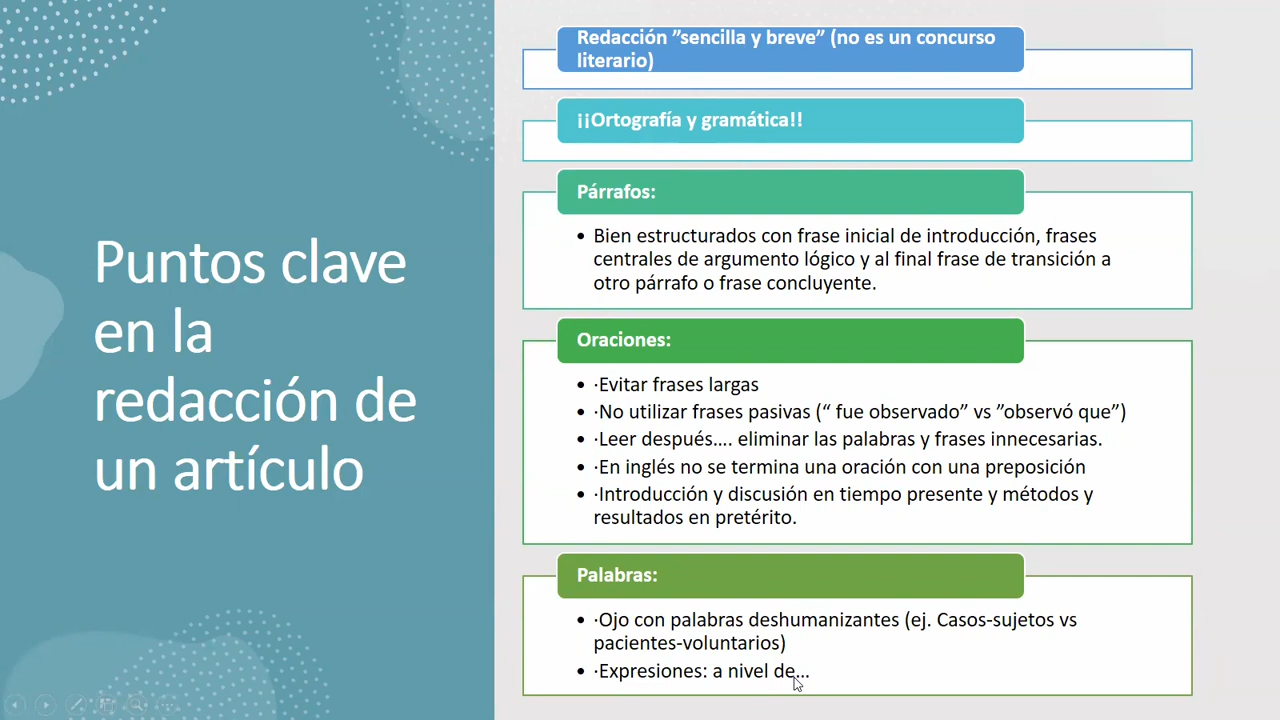 Puntos clave
en la
redacción de
un artículo
Redacción ”sencilla y breve” (no es un concurso
literario)
¡¡Ortografía y gramática!!
Párrafos:
• Bien estructurados con frase inicial de introducción, frases
centrales de argumento lógico y al final frase de transición a
otro párrafo o frase concluyente.
Oraciones:
• ·Evitar frases largas
• ·No utilizar frases pasivas (“ fue observado” vs ”observó que”)
• ·Leer después…. eliminar las palabras y frases innecesarias.
• ·En inglés no se termina una oración con una preposición
• ·Introducción y discusión en tiempo presente y métodos y
resultados en pretérito.
Palabras:
• ·Ojo con palabras deshumanizantes (ej. Casos-sujetos vs
pacientes-voluntarios)
• ·Expresiones: a nivel de…